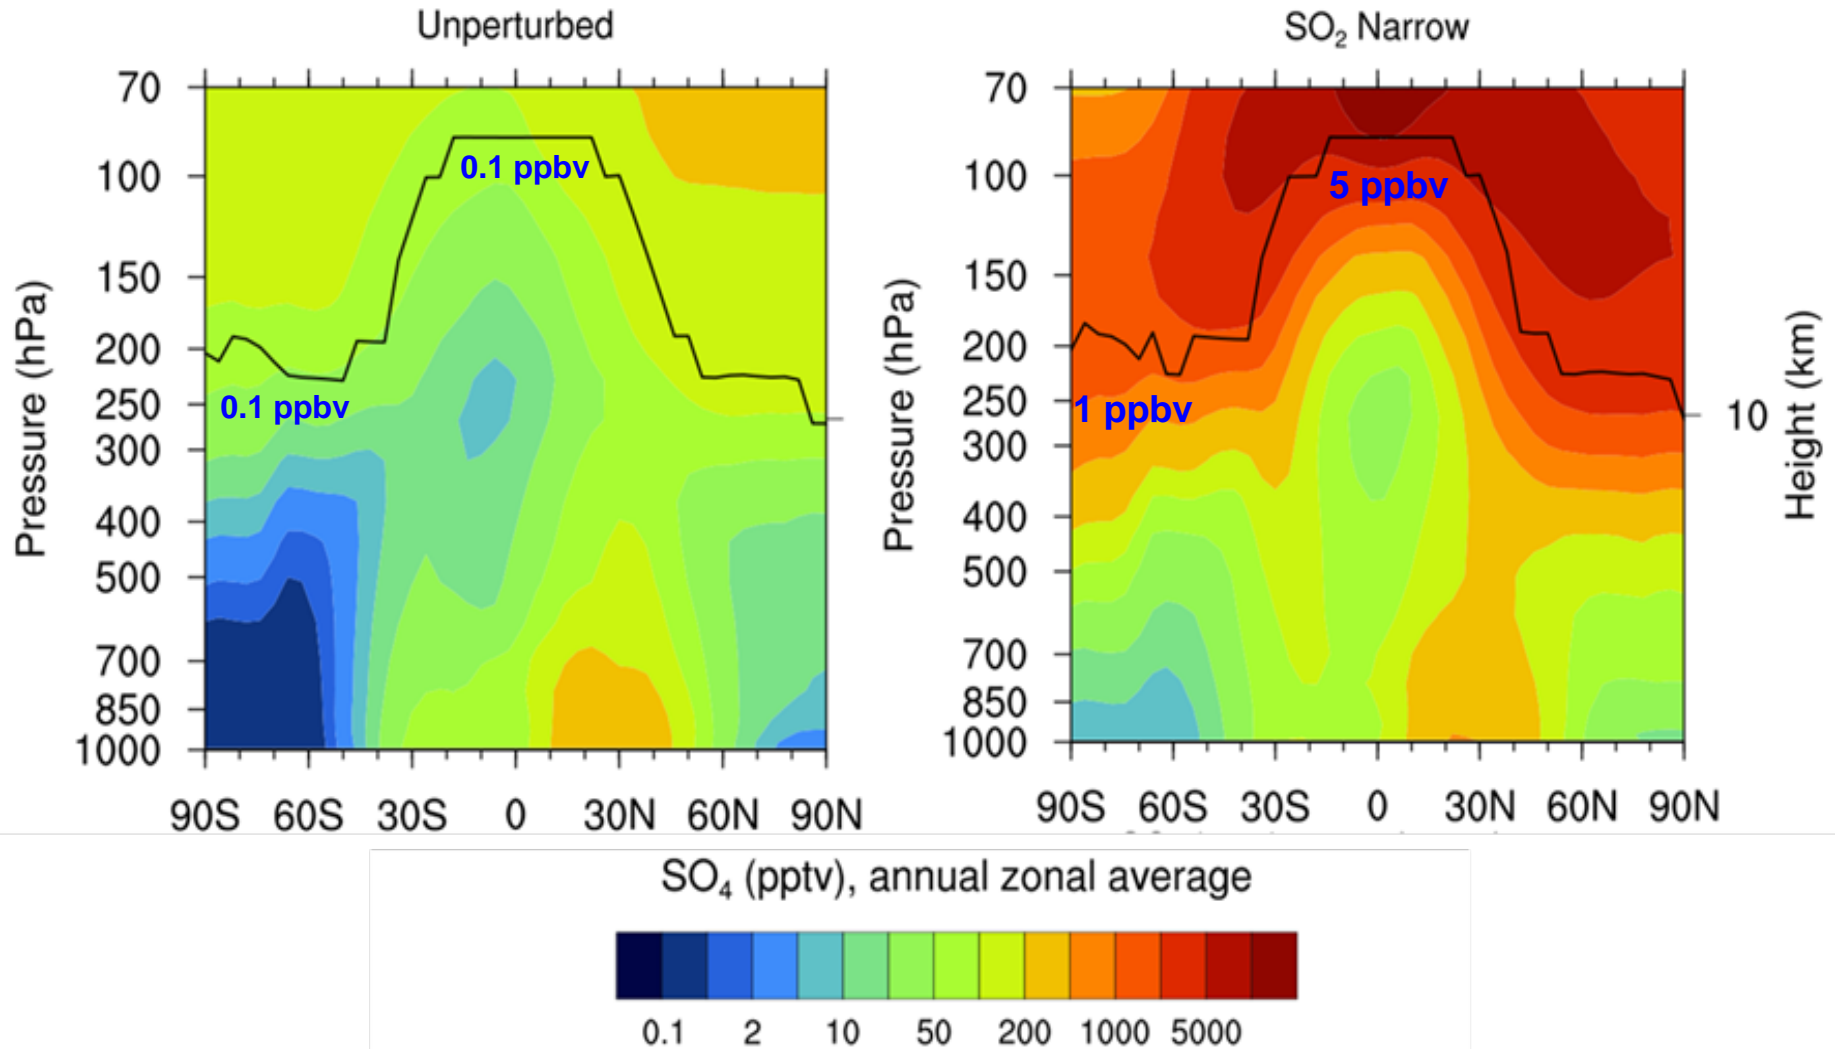 Unperturbed
SO₂ Narrow
70
100
150
200
250
300
400
500
700
850
1000
Pressure (hPa)
0.1 ppbv
0.1 ppbv
90S 60S 30S 0 30N 60N 90N
70
100
150
200
250
300
400
500
700
850
1000
Pressure (hPa)
5 ppbv
1 ppbv
10
Height (km)
90S 60S 30S 0 30N 60N 90N
SO₄ (pptv), annual zonal average
0.1 2 10 50 200 1000 5000